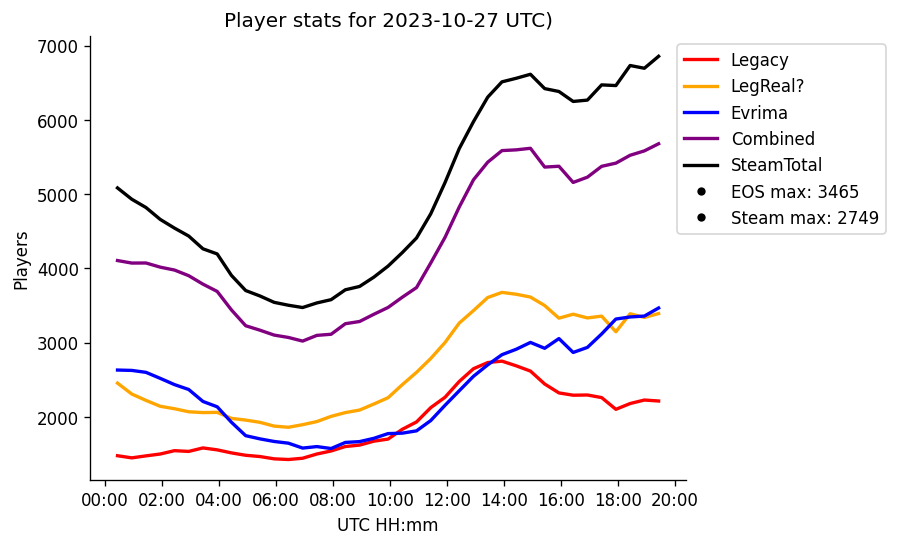 Player stats for 2023-10-27 UTC)
7000
6000
5000
4000
3000
2000
Players
00:00 02:00 04:00 06:00 08:00 10:00 12:00 14:00 16:00 18:00 20:00
UTC HH:mm
Legacy
LegReal?
Evrima
Combined
SteamTotal
EOS max: 3465
Steam max: 2749